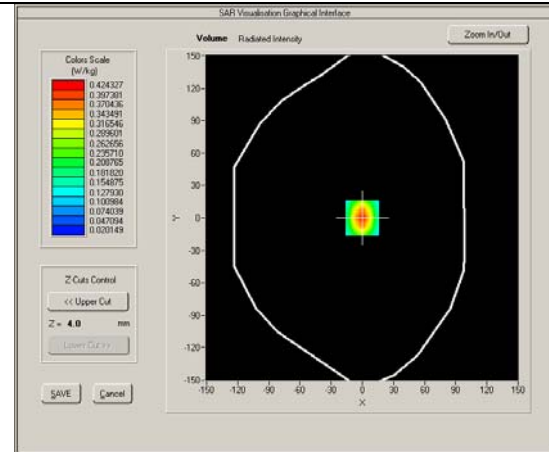 SAR Visualisation Graphical Interface
Volume Radiated Intensity
Zoom In/Out
Colors Scale
(W/kg)
0.424327
0.397381
0.370436
0.343491
0.316546
0.289601
0.262656
0.235710
0.208765
0.181820
0.154875
0.127930
0.100984
0.074039
0.047094
0.020149
Z-Cuts Control
<< Upper Cut
Z = 4.0 mm
Lower Cut >>
SAVE
Cancel
150
120
90
60
30
Y 0
-30
-60
-90
-120
-150
-150 -120 -90 -60 -30 0 30 60 90 120 150
X